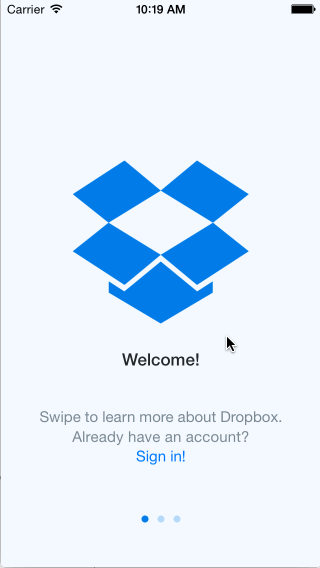 Carrier 10:19 AM
Welcome!
Swipe to learn more about Dropbox.
Already have an account?
Sign in!